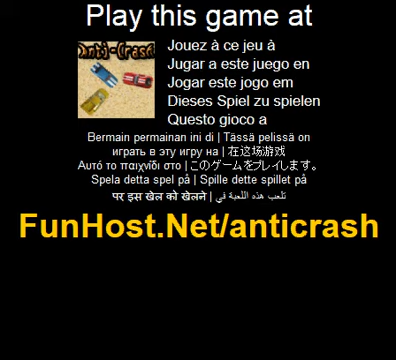 Play this game at
Anti-Crash
Jouez à ce jeu à
Jugar a este juego en
Jogar este jogo em
Dieses Spiel zu spielen
Questo gioco a
Bermain permainan ini di | Tässä pelissä on
играть в эту игру на | 在这场游戏
Αυτό το παιχνίδι στο | このゲームをプレイします。
Spela detta spel på | Spille dette spillet på
पर इस खेल को खेलने | تلعب هذه اللعبة في
FunHost.Net/anticrash